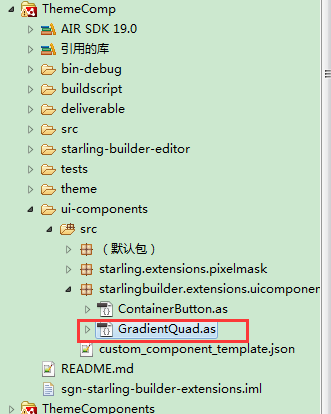 ThemeComp
AIR SDK 19.0
引用的库
bin-debug
buildscript
deliverable
src
starling-builder-editor
tests
theme
ui-components
src
（默认包）
starling.extensions.pixelmask
starlingbuilder.extensions.uicomponen
ContainerButton.as
GradientQuad.as
custom_component_template.json
README.md
sgn-starling-builder-extensions.iml
ThemeComponents